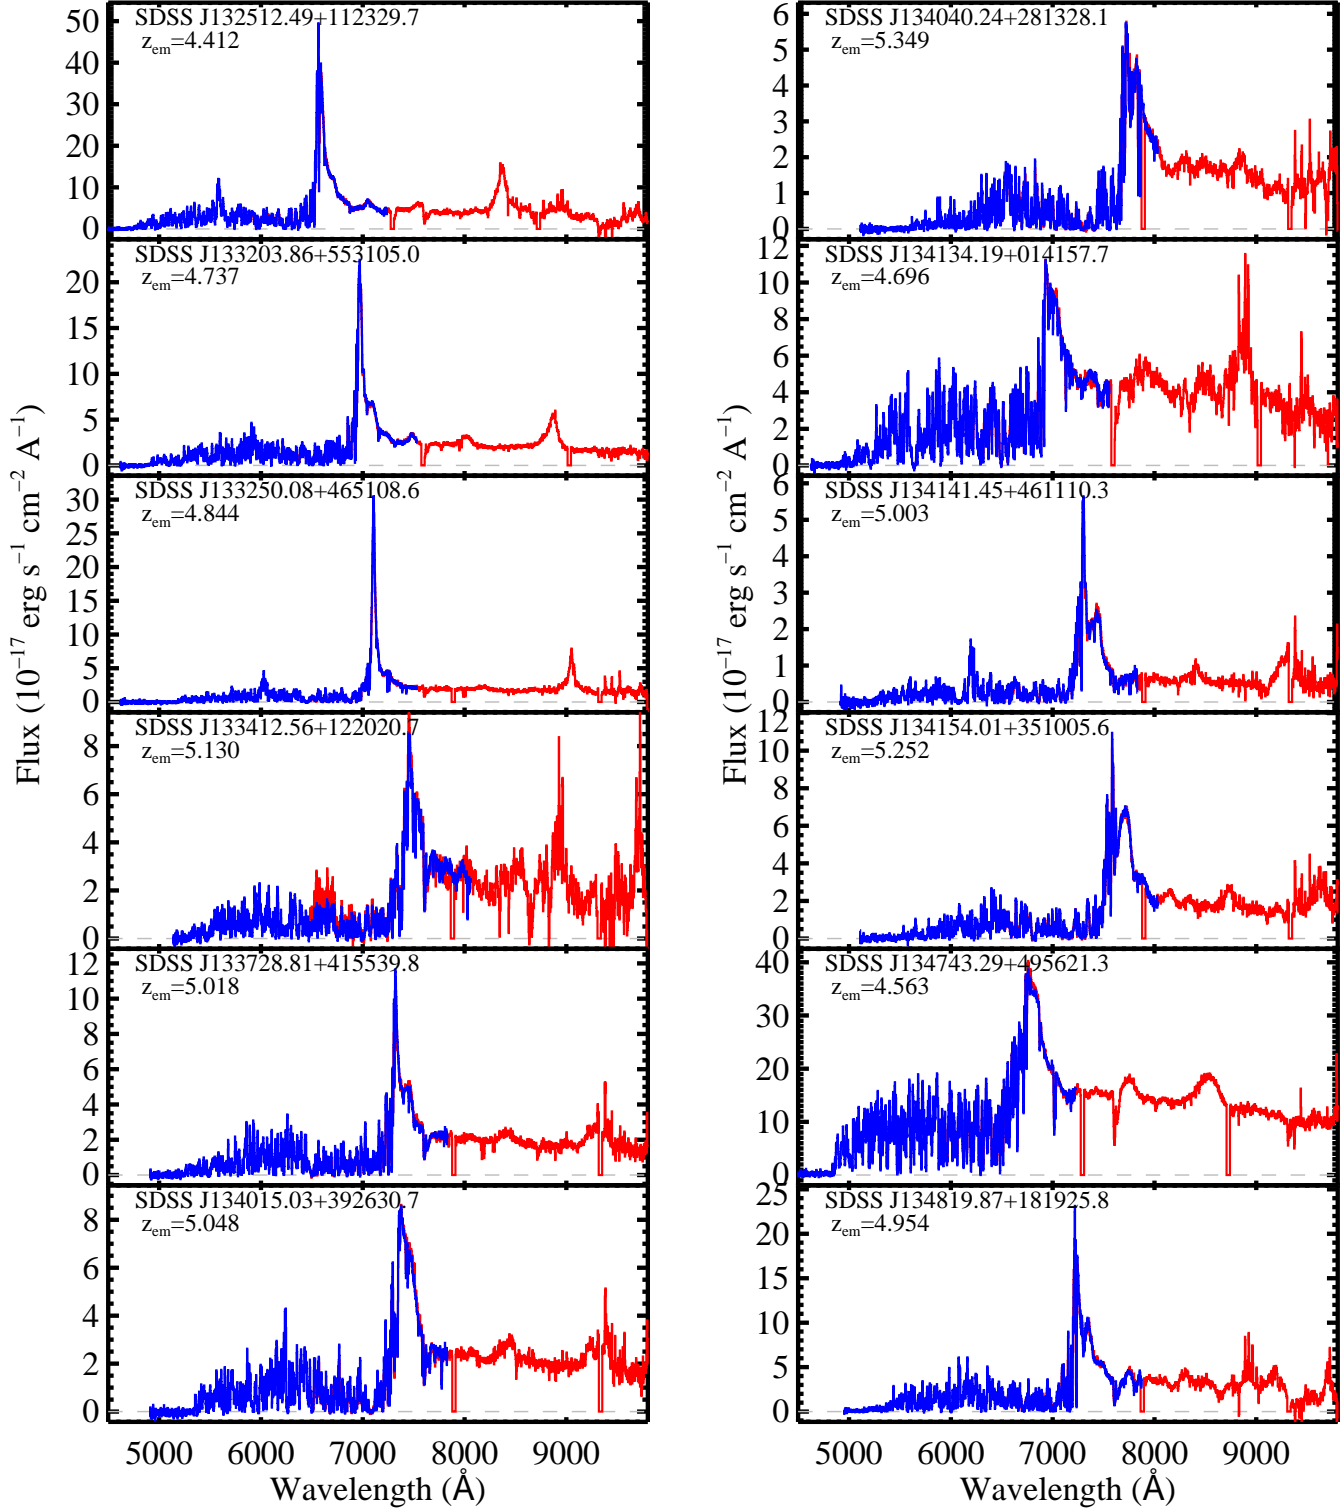 SDSS J132512.49+112329.7
z_em=4.412
50
40
30
20
10
0
SDSS J133203.86+553105.0
z_em=4.737
20
15
10
5
0
SDSS J133250.08+465108.6
z_em=4.844
30
25
20
15
10
5
0
SDSS J133412.56+122020.7
z_em=5.130
8
6
4
2
0
SDSS J133728.81+415539.8
z_em=5.018
12
10
8
6
4
2
0
SDSS J134015.03+392630.7
z_em=5.048
8
6
4
2
0
5000 6000 7000 8000 9000
Wavelength (Å)
Flux (10^−17 erg s^−1 cm^−2 A^−1)
SDSS J134040.24+281328.1
z_em=5.349
6
5
4
3
2
1
0
SDSS J134134.19+014157.7
z_em=4.696
12
10
8
6
4
2
0
SDSS J134141.45+461110.3
z_em=5.003
6
5
4
3
2
1
0
SDSS J134154.01+351005.6
z_em=5.252
12
10
8
6
4
2
0
SDSS J134743.29+495621.3
z_em=4.563
40
30
20
10
0
SDSS J134819.87+181925.8
z_em=4.954
25
20
15
10
5
0
5000 6000 7000 8000 9000
Wavelength (Å)
Flux (10^−17 erg s^−1 cm^−2 A^−1)